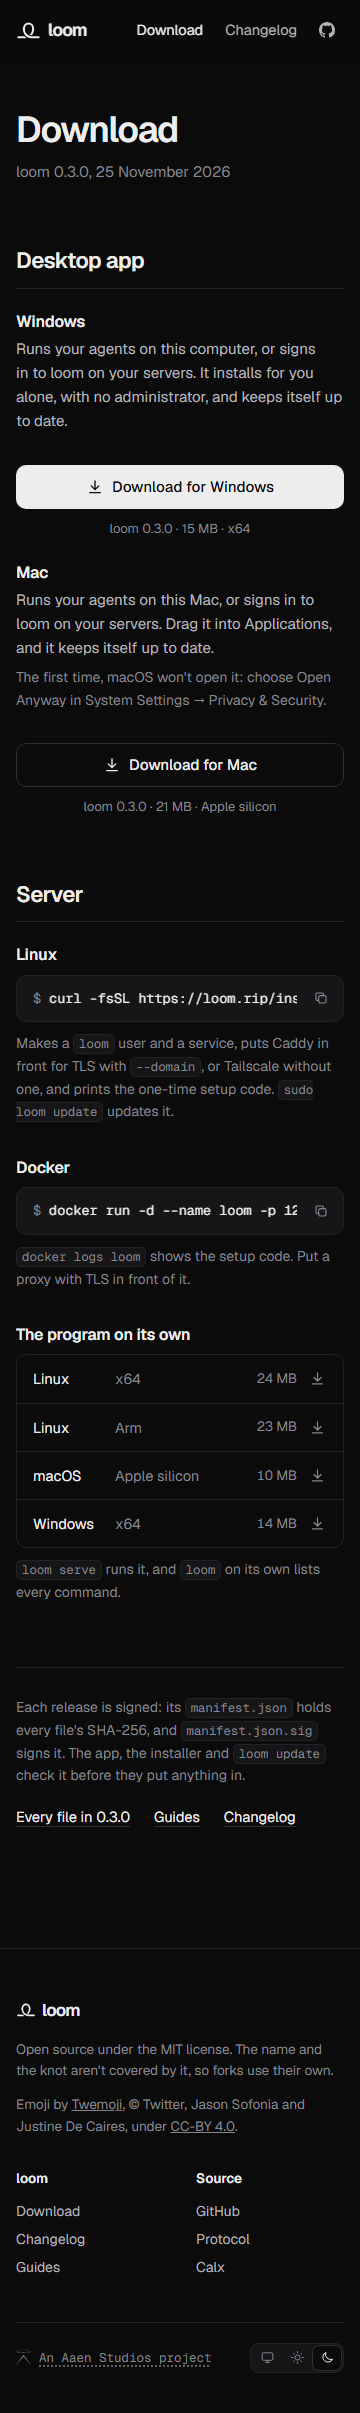 loom Download Changelog
Download
loom 0.3.0, 25 November 2026
Desktop app
Windows
Runs your agents on this computer, or signs
in to loom on your servers. It installs for you
alone, with no administrator, and keeps itself up
to date.
Download for Windows
loom 0.3.0 · 15 MB · x64
Mac
Runs your agents on this Mac, or signs in to
loom on your servers. Drag it into Applications,
and it keeps itself up to date.
The first time, macOS won't open it: choose Open
Anyway in System Settings → Privacy & Security.
Download for Mac
loom 0.3.0 · 21 MB · Apple silicon
Server
Linux
$ curl -fsSL https://loom.rip/ins
Makes a loom user and a service, puts Caddy in
front for TLS with --domain, or Tailscale without
one, and prints the one-time setup code. sudo
loom update updates it.
Docker
$ docker run -d --name loom -p 12
docker logs loom shows the setup code. Put a
proxy with TLS in front of it.
The program on its own
Linux x64 24 MB
Linux Arm 23 MB
macOS Apple silicon 10 MB
Windows x64 14 MB
loom serve runs it, and loom on its own lists
every command.
Each release is signed: its manifest.json holds
every file's SHA-256, and manifest.json.sig
signs it. The app, the installer and loom update
check it before they put anything in.
Every file in 0.3.0 Guides Changelog
loom
Open source under the MIT license. The name and
the knot aren't covered by it, so forks use their own.
Emoji by Twemoji, © Twitter, Jason Sofonia and
Justine De Caires, under CC-BY 4.0.
loom Source
Download GitHub
Changelog Protocol
Guides Calx
An Aaen Studios project